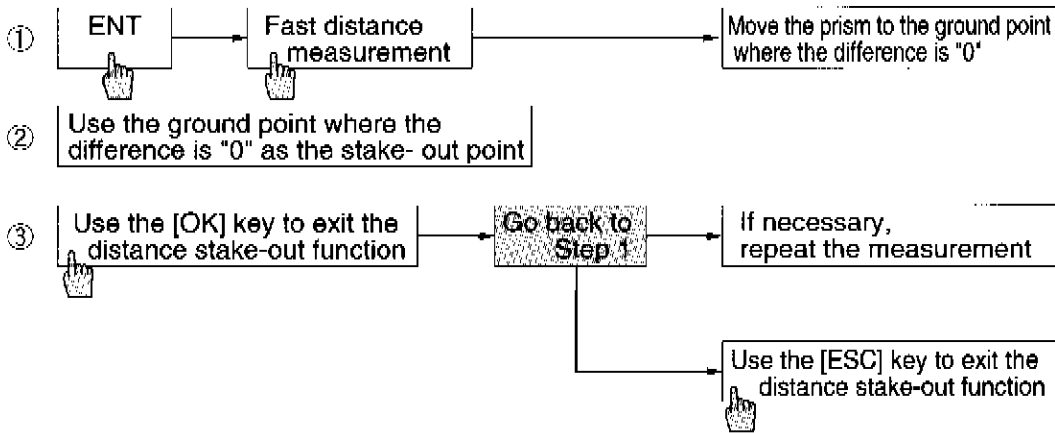 ① ENT Fast distance measurement Move the prism to the ground point where the difference is "0"
② Use the ground point where the
difference is "0" as the stake- out point
③ Use the [OK] key to exit the
distance stake-out function
Go back to
Step 1
If necessary,
repeat the measurement
Use the [ESC] key to exit the
distance stake-out function